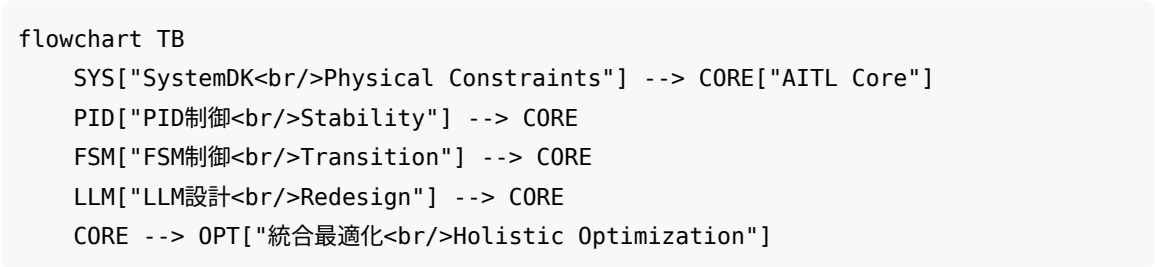 flowchart TB
    SYS["SystemDK<br/>Physical Constraints"] --> CORE["AITL Core"]
    PID["PID制御<br/>Stability"] --> CORE
    FSM["FSM制御<br/>Transition"] --> CORE
    LLM["LLM設計<br/>Redesign"] --> CORE
    CORE --> OPT["統合最適化<br/>Holistic Optimization"]